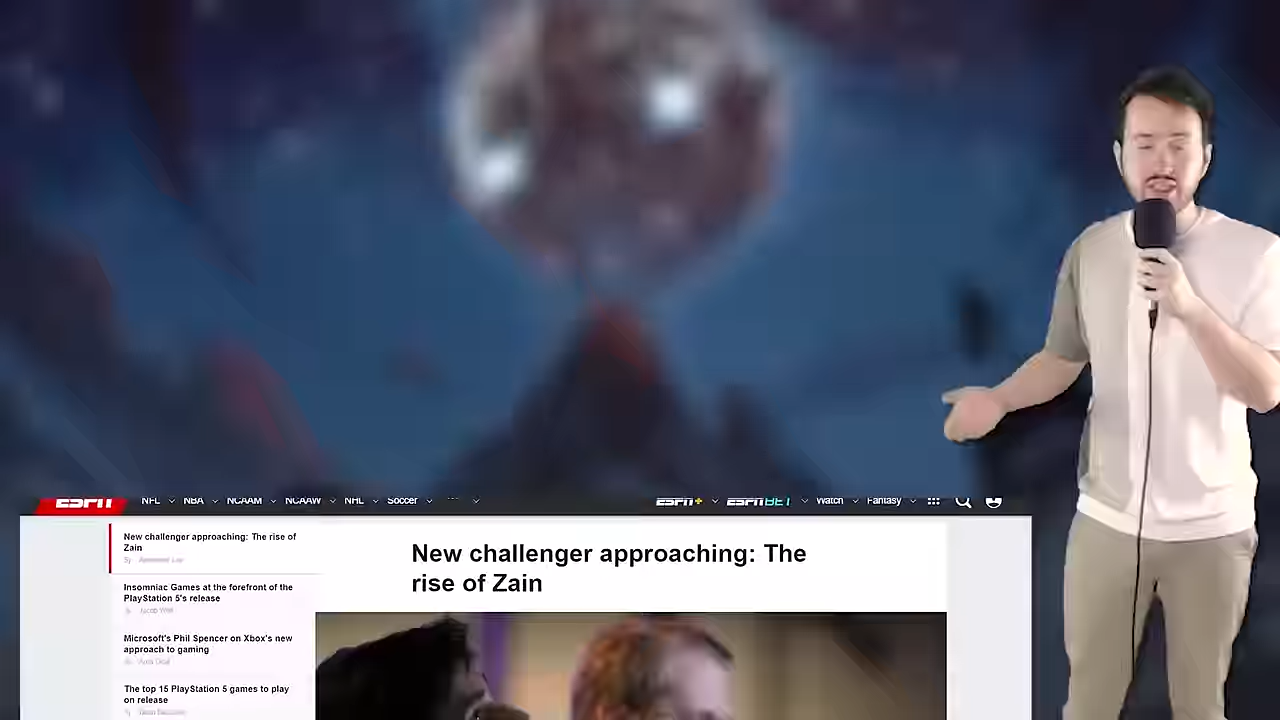 ESPN NFL NBA NCAAM NCAAW NHL Soccer ... ESPN+ ESPN BET Watch Fantasy
New challenger approaching: The rise of
Zain
Insomniac Games at the forefront of the
PlayStation 5's release
Microsoft's Phil Spencer on Xbox's new
approach to gaming
The top 15 PlayStation 5 games to play
on release
New challenger approaching: The
rise of Zain